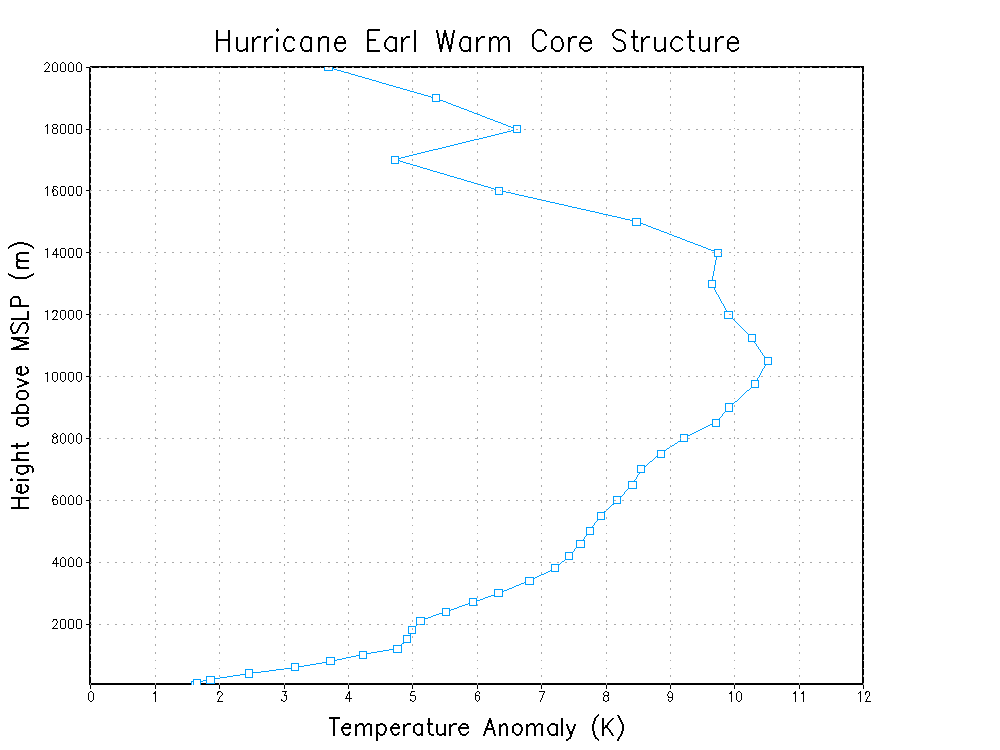 Hurricane Earl Warm Core Structure
20000
18000
16000
14000
12000
10000
8000
6000
4000
2000
Height above MSLP (m)
0 1 2 3 4 5 6 7 8 9 10 11 12
Temperature Anomaly (K)